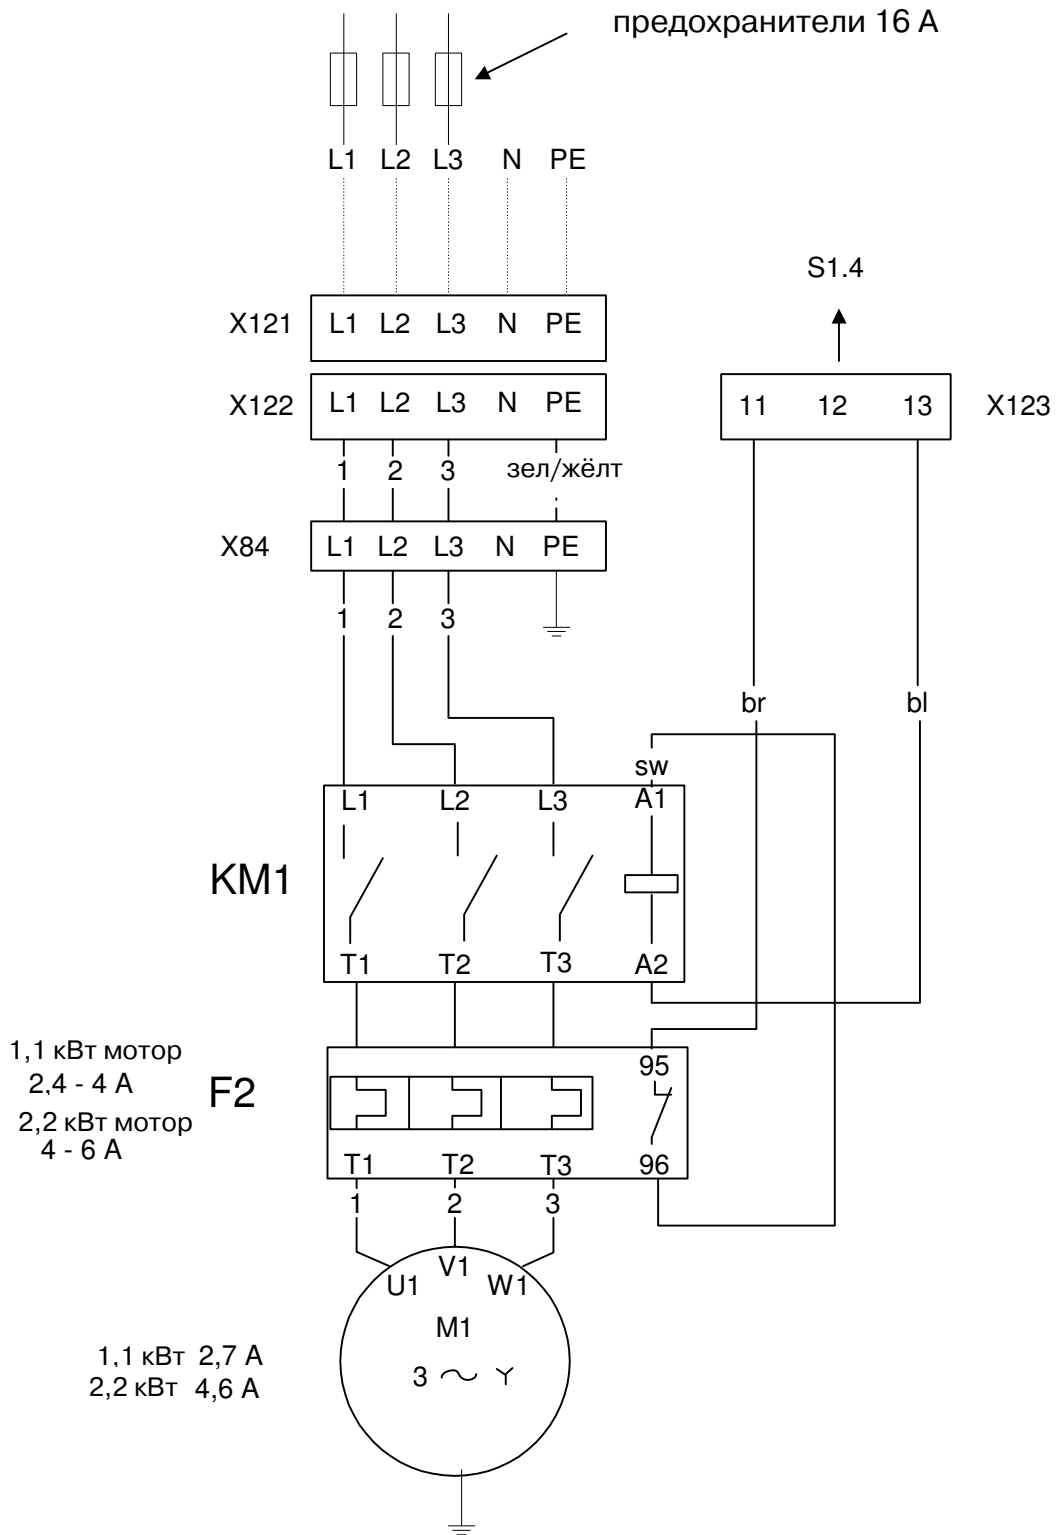 предохранители 16 А
L1 L2 L3 N PE
S1.4
X121 L1 L2 L3 N PE
X122 L1 L2 L3 N PE
11 12 13 X123
1 2 3 зел/жёлт
X84 L1 L2 L3 N PE
1 2 3
br bl
sw
L1 L2 L3 A1
KM1
T1 T2 T3 A2
1,1 кВт мотор
2,4 - 4 А
2,2 кВт мотор
4 - 6 А
F2
95
T1 T2 T3 96
1 2 3
U1 V1 W1
M1
3
1,1 кВт 2,7 А
2,2 кВт 4,6 А